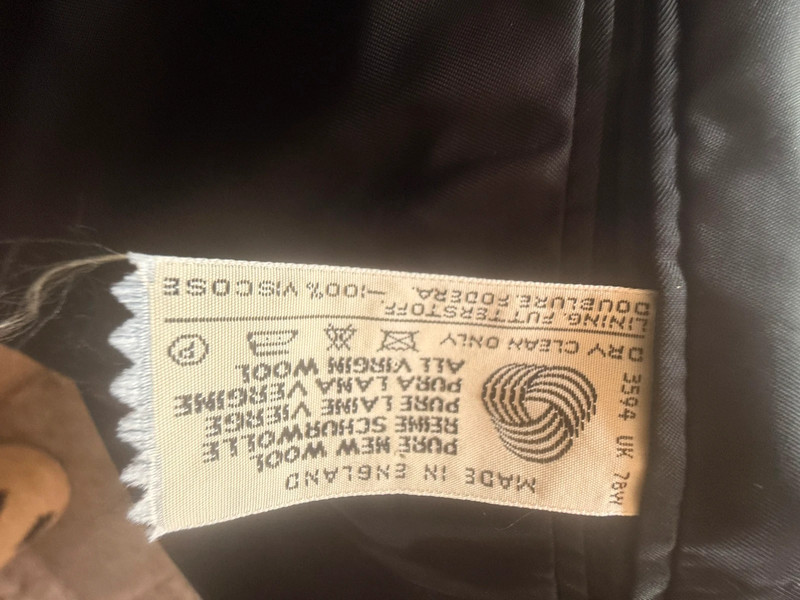 MADE IN ENGLAND
PURE NEW WOOL
REINE SCHURWOLLE
PURE LAINE VIERGE
PURA LANA VERGINE
ALL VIRGIN WOOL
DRY CLEAN ONLY
P
LINING. FUTTERSTOFF.
DOUBLURE. FODERA. —100% VISCOSE
3594 UK 78%